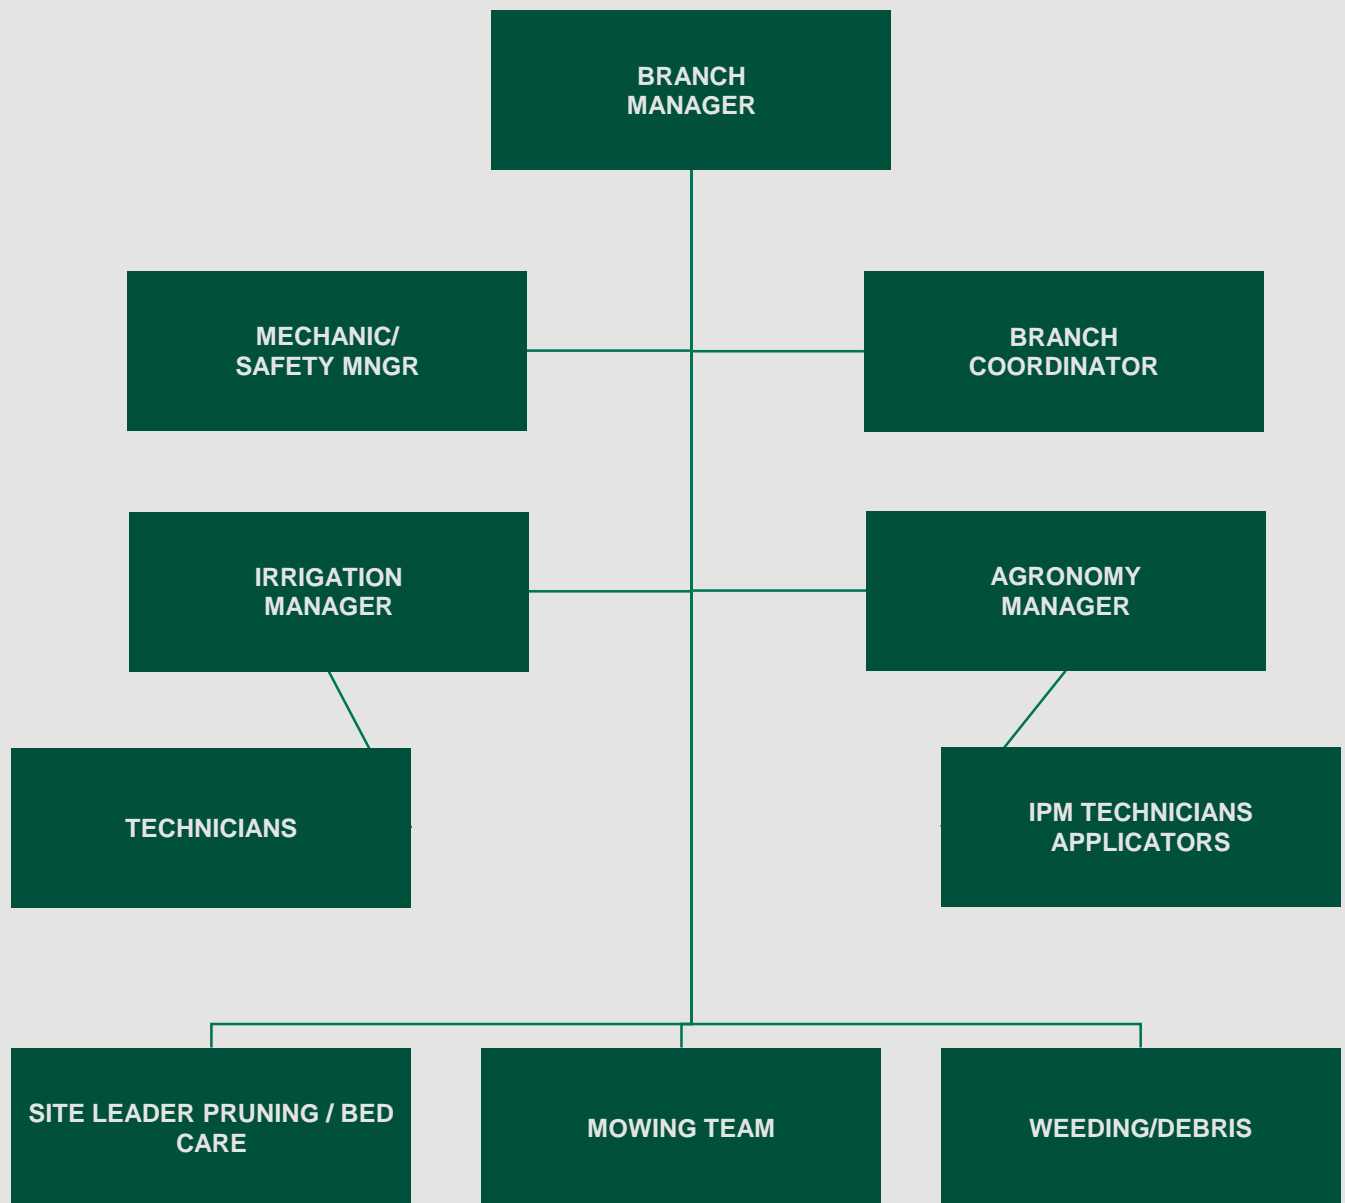 BRANCH
MANAGER
MECHANIC/
SAFETY MNGR
BRANCH
COORDINATOR
IRRIGATION
MANAGER
AGRONOMY
MANAGER
TECHNICIANS
IPM TECHNICIANS
APPLICATORS
SITE LEADER PRUNING / BED
CARE
MOWING TEAM
WEEDING/DEBRIS